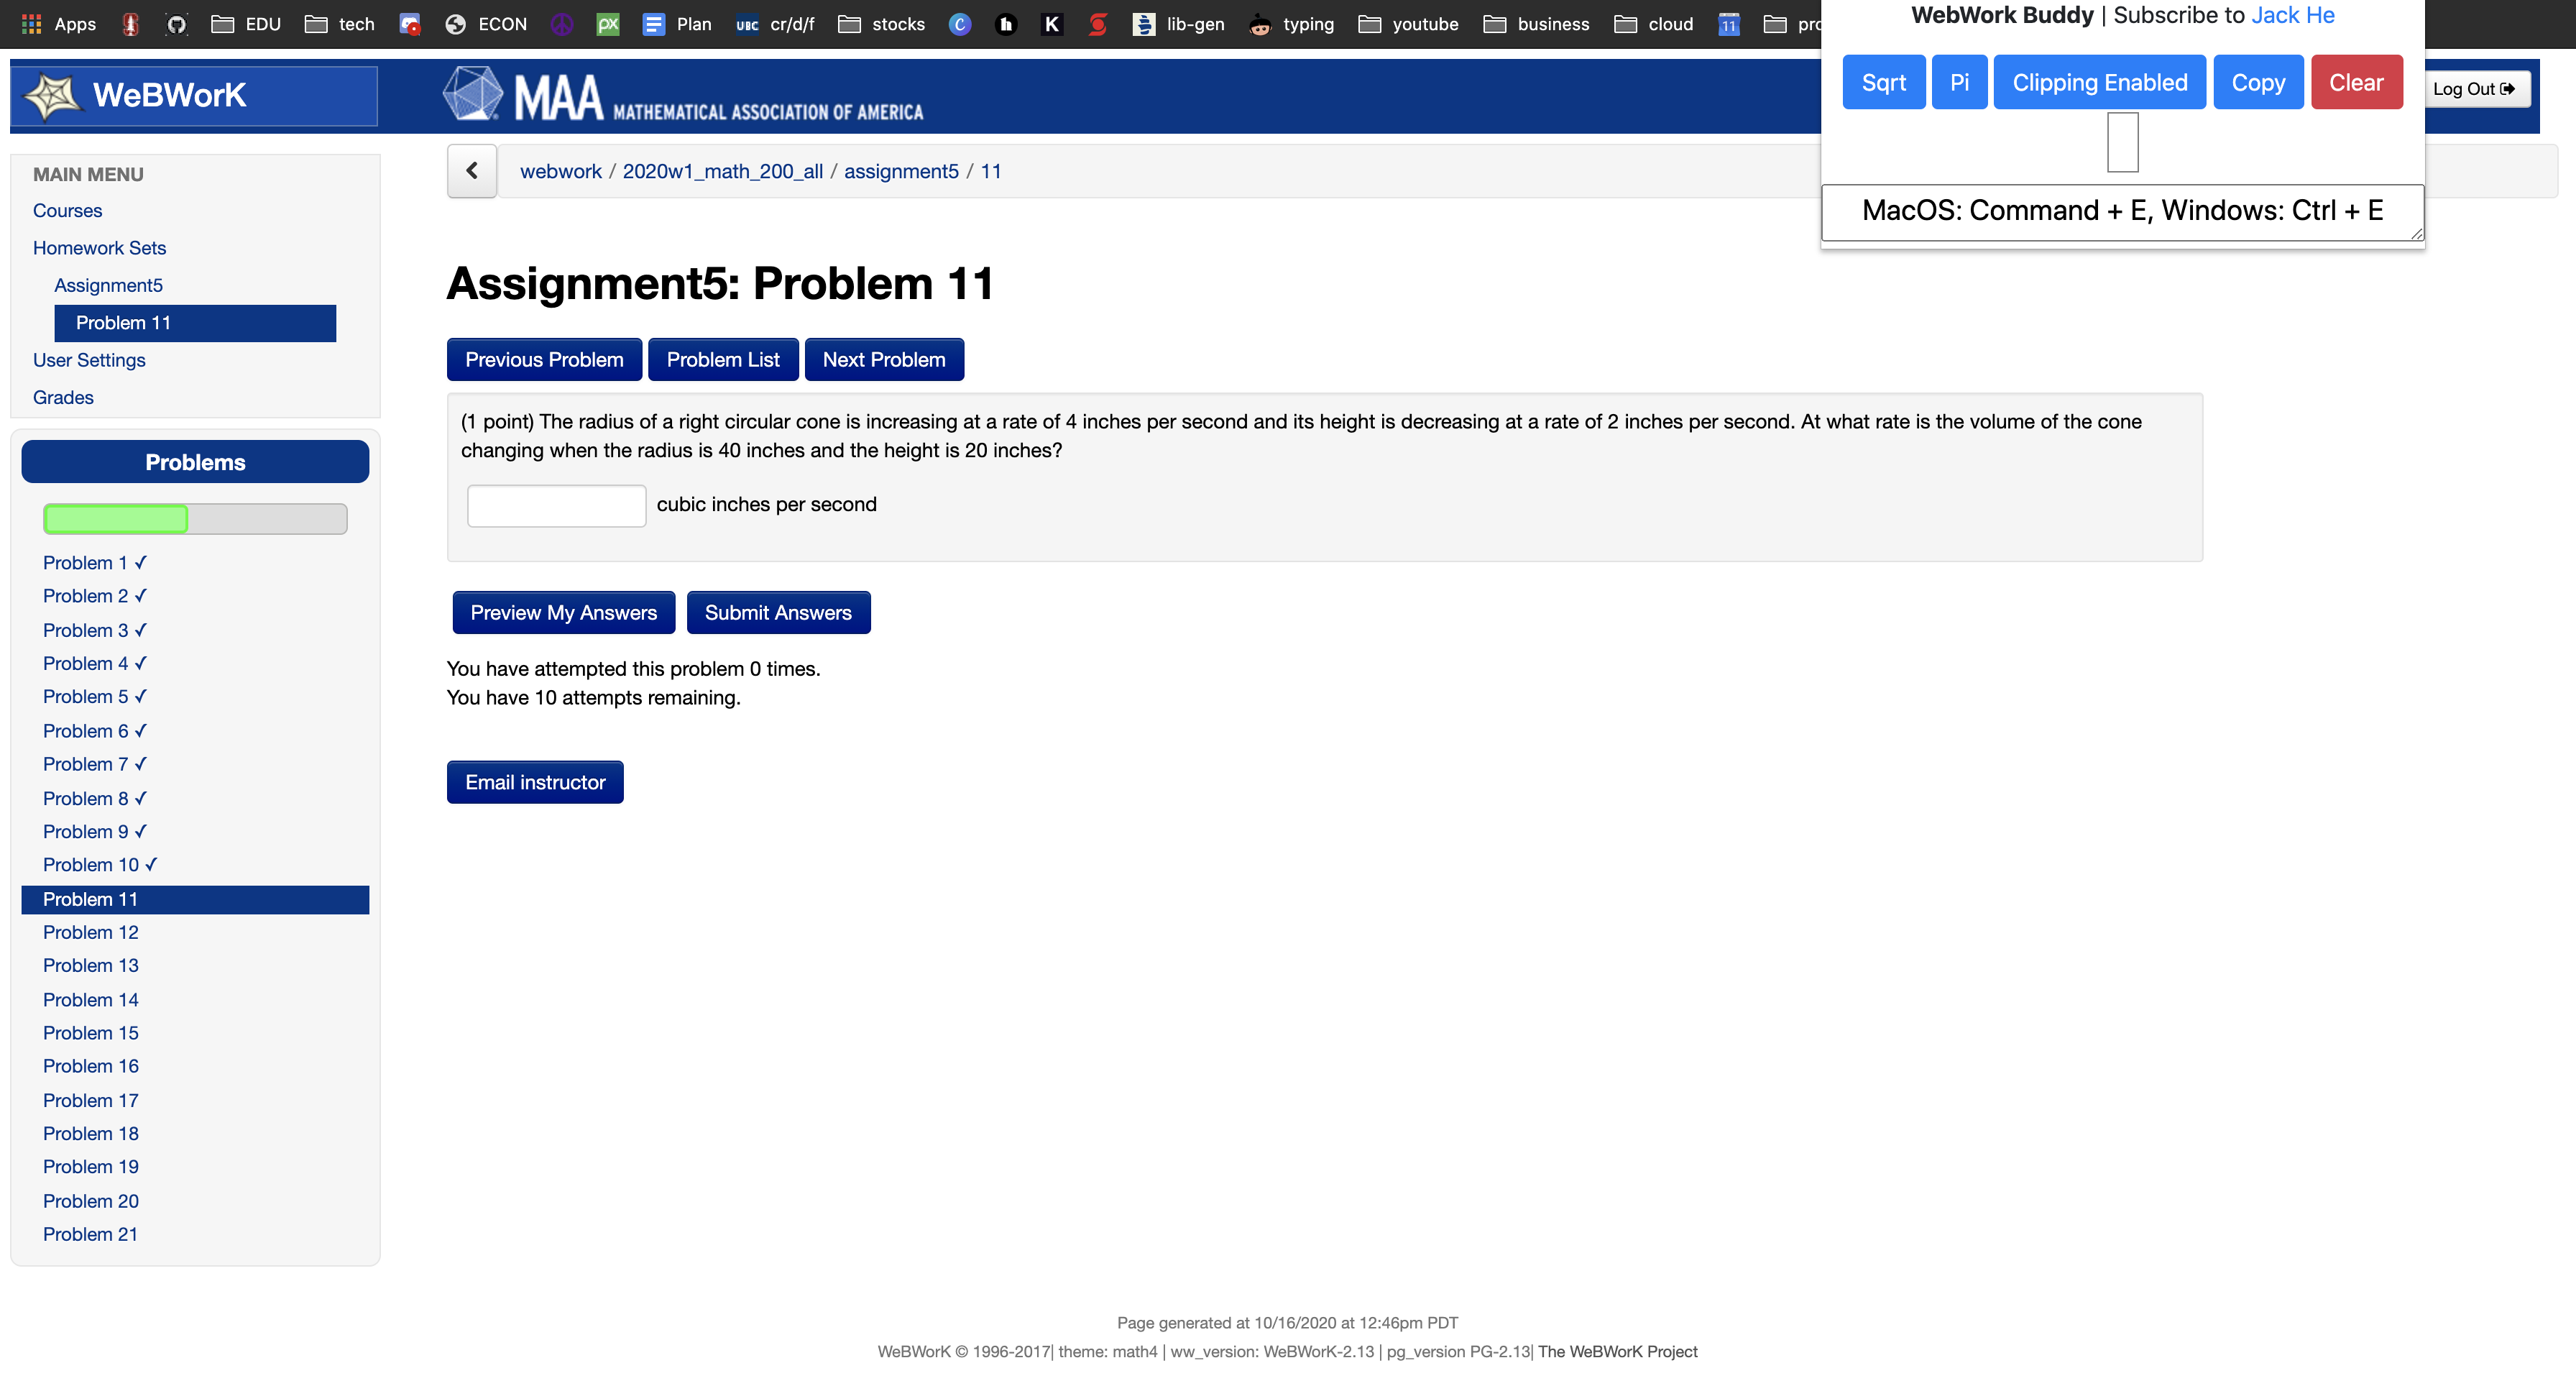 Apps EDU tech ECON PX Plan UBC cr/d/f stocks C h K lib-gen typing youtube business cloud 11
WebWork Buddy | Subscribe to Jack He
Sqrt Pi Clipping Enabled Copy Clear
MacOS: Command + E, Windows: Ctrl + E
WeBWorK
MAA MATHEMATICAL ASSOCIATION OF AMERICA
Log Out
MAIN MENU
Courses
Homework Sets
Assignment5
Problem 11
User Settings
Grades
webwork / 2020w1_math_200_all / assignment5 / 11
Assignment5: Problem 11
Previous Problem Problem List Next Problem
(1 point) The radius of a right circular cone is increasing at a rate of 4 inches per second and its height is decreasing at a rate of 2 inches per second. At what rate is the volume of the cone
changing when the radius is 40 inches and the height is 20 inches?
cubic inches per second
Preview My Answers Submit Answers
You have attempted this problem 0 times.
You have 10 attempts remaining.
Email instructor
Problems
Problem 1 ✓
Problem 2 ✓
Problem 3 ✓
Problem 4 ✓
Problem 5 ✓
Problem 6 ✓
Problem 7 ✓
Problem 8 ✓
Problem 9 ✓
Problem 10 ✓
Problem 11
Problem 12
Problem 13
Problem 14
Problem 15
Problem 16
Problem 17
Problem 18
Problem 19
Problem 20
Problem 21
Page generated at 10/16/2020 at 12:46pm PDT
WeBWorK © 1996-2017| theme: math4 | ww_version: WeBWorK-2.13 | pg_version PG-2.13| The WeBWorK Project